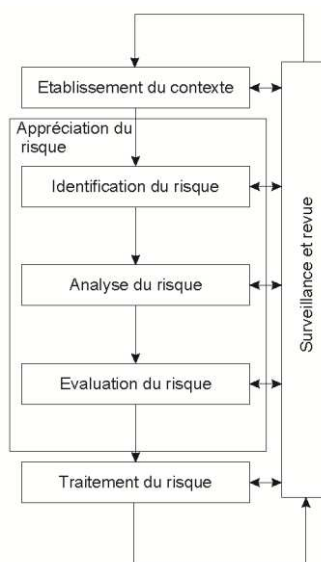 Etablissement du contexte
Appréciation du
risque
Identification du risque
Analyse du risque
Evaluation du risque
Traitement du risque
Surveillance et revue